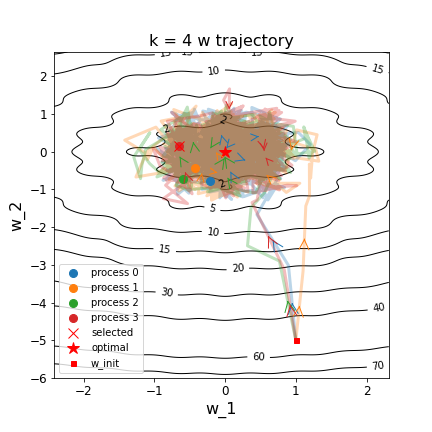 k = 4 w trajectory
15
10
15
2
2
2
5
10
15
20
30
40
60
70
2
1
0
−1
−2
−3
−4
−5
−6
w_2
process 0
process 1
process 2
process 3
selected
optimal
w_init
−2
−1
0
1
2
w_1